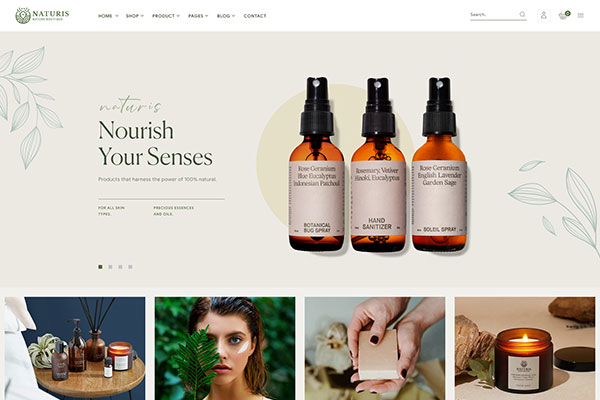 NATURIS
HOME
SHOP
PRODUCT
PAGES
BLOG
CONTACT
Search..
0
naturis
Nourish
Your Senses
Products that harness the power of 100% natural.
FOR ALL SKIN
TYPES.
PRECIOUS ESSENCES
AND OILS.
Rose Geranium
Blue Eucalyptus
Indonesian Patchouli
BOTANICAL
BUG SPRAY
Rosemary, Vetiver
Hinoki, Eucalyptus
HAND
SANITIZER
Rose Geranium
English Lavender
Garden Sage
SOLEIL SPRAY
NATURIS